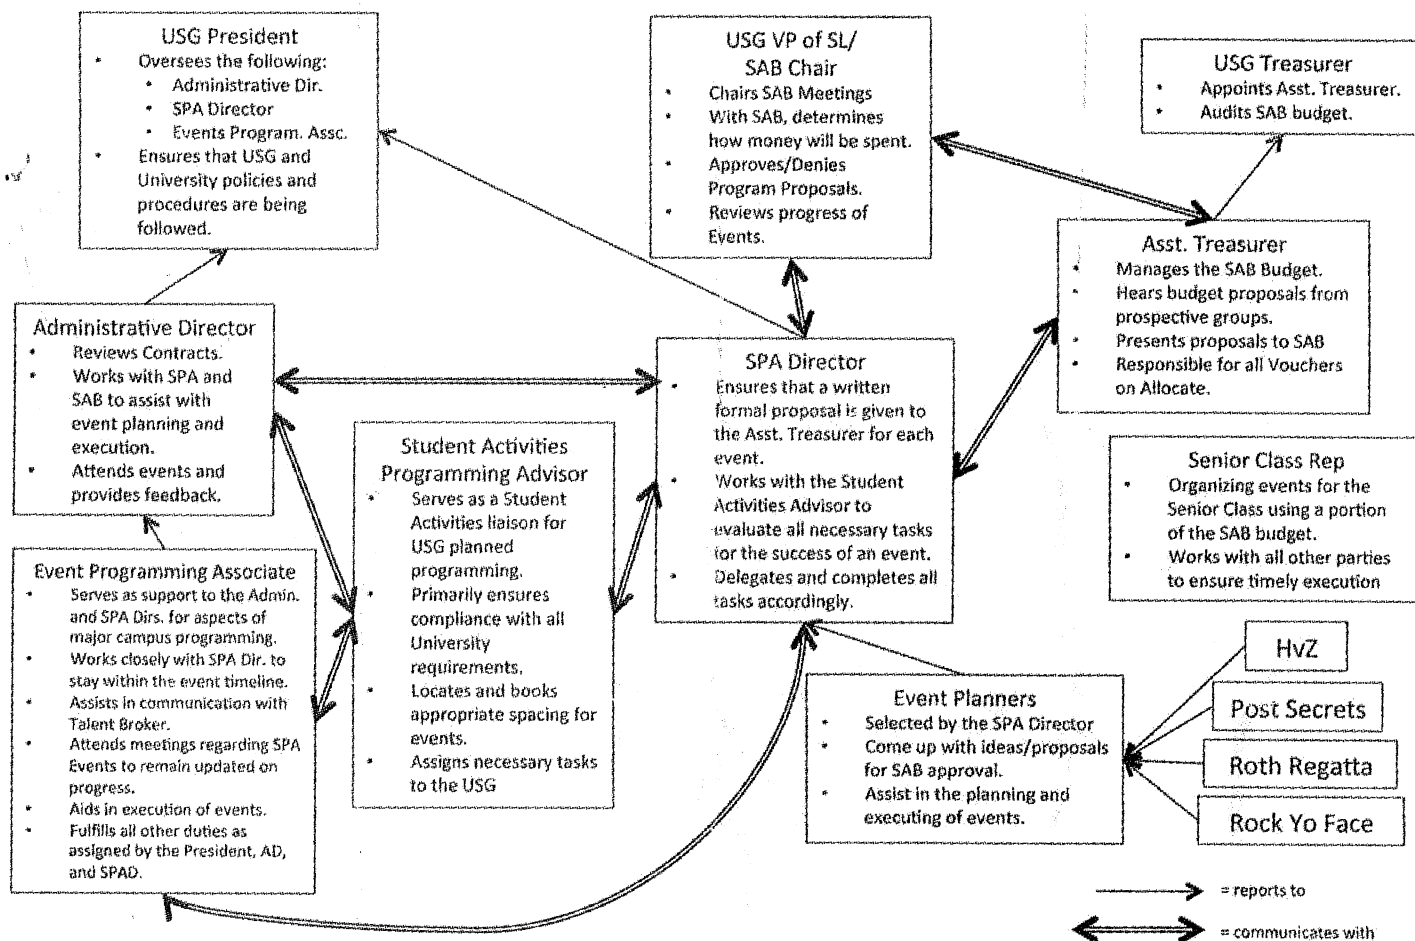 USG President
• Oversees the following:
• Administrative Dir.
• SPA Director
• Events Program. Assc.
• Ensures that USG and
University policies and
procedures are being
followed.
USG VP of SL/
SAB Chair
• Chairs SAB Meetings
• With SAB, determines
how money will be spent.
• Approves/Denies
Program Proposals.
• Reviews progress of
Events.
USG Treasurer
• Appoints Asst. Treasurer.
• Audits SAB budget.
Asst. Treasurer
• Manages the SAB Budget.
• Hears budget proposals from
prospective groups.
• Presents proposals to SAB
• Responsible for all Vouchers
on Allocate.
Administrative Director
• Reviews Contracts.
• Works with SPA and
SAB to assist with
event planning and
execution.
• Attends events and
provides feedback.
Student Activities
Programming Advisor
• Serves as a Student
Activities liaison for
USG planned
programming.
• Primarily ensures
compliance with all
University
requirements.
• Locates and books
appropriate spacing for
events.
• Assigns necessary tasks
to the USG
SPA Director
• Ensures that a written
formal proposal is given to
the Asst. Treasurer for each
event.
• Works with the Student
Activities Advisor to
evaluate all necessary tasks
for the success of an event.
• Delegates and completes all
tasks accordingly.
Senior Class Rep
• Organizing events for the
Senior Class using a portion
of the SAB budget.
• Works with all other parties
to ensure timely execution
Event Programming Associate
• Serves as support to the Admin.
and SPA Dirs. for aspects of
major campus programming.
• Works closely with SPA Dir. to
stay within the event timeline.
• Assists in communication with
Talent Broker.
• Attends meetings regarding SPA
Events to remain updated on
progress.
• Aids in execution of events.
• Fulfills all other duties as
assigned by the President, AD,
and SPAD.
Event Planners
• Selected by the SPA Director
• Come up with ideas/proposals
for SAB approval.
• Assist in the planning and
executing of events.
HvZ
Post Secrets
Roth Regatta
Rock Yo Face
= reports to
= communicates with